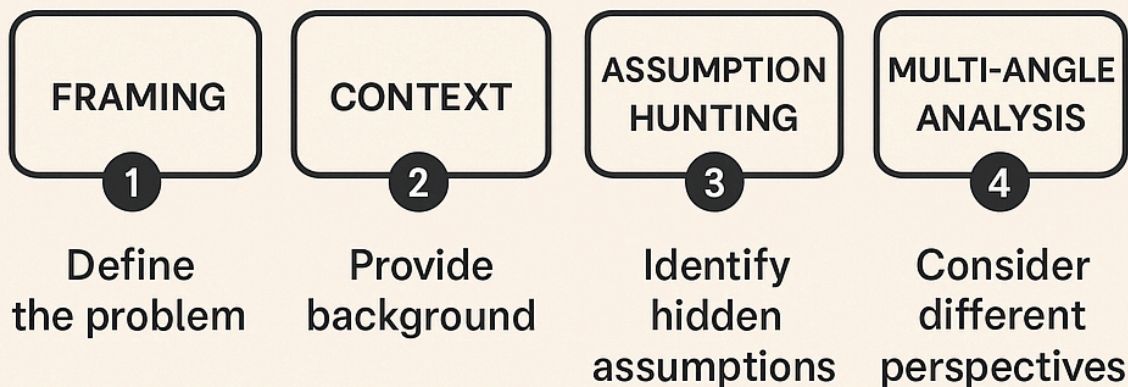 FRAMING
1
Define
the problem
CONTEXT
2
Provide
background
ASSUMPTION
HUNTING
3
Identify
hidden
assumptions
MULTI-ANGLE
ANALYSIS
4
Consider
different
perspectives